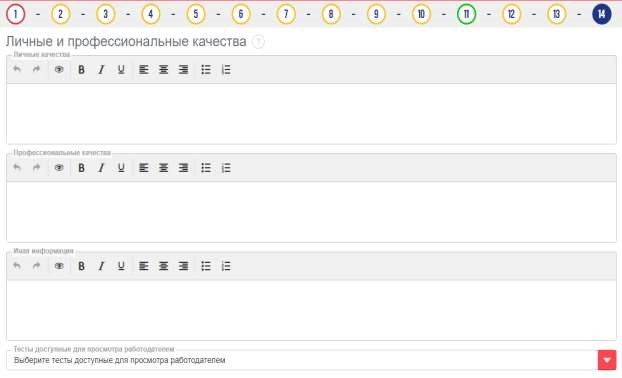 1 - 2 - 3 - 4 - 5 - 6 - 7 - 8 - 9 - 10 - 11 - 12 - 13 - 14
Личные и профессиональные качества ?
Личные качества
B I U
Профессиональные качества
B I U
Иная информация
B I U
Тесты доступные для просмотра работодателем
Выберите тесты доступные для просмотра работодателем